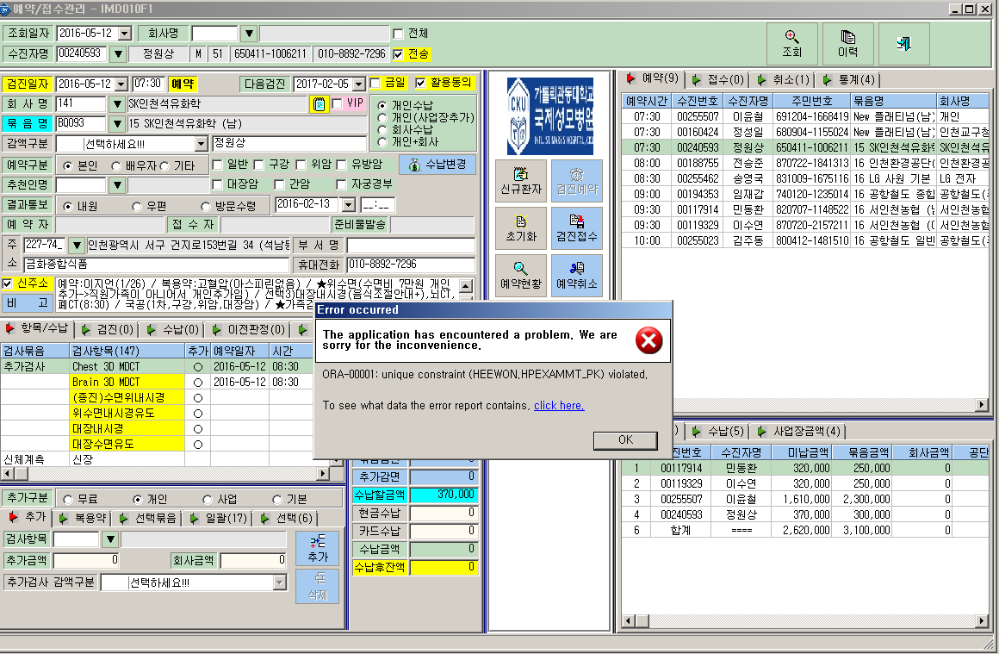 예약/접수관리 - IMD010F1
조회일자 2016-05-12 회사명 전체
수진자명 00240593 정원상 M 51 650411-1006211 010-8892-7296 전송
조회 이력
검진일자 2016-05-12 07:30 예약 다음검진 2017-02-05 금일 활용동의
회 사 명 141 SK인천석유화학 VIP
묶 음 명 BQ093 15 SK인천석유화학 (남)
개인수납
개인(사업장추가)
회사수납
개인+회사
감액구분 선택하세요!!! 정원상
예약구분 본인 배우자 기타 일반 구강 위암 유방암 수납변경
추천인명 대장암 간암 자궁경부
결과통보 내원 우편 방문수령 2016-02-13 __:__
예 약 자 접 수 자 준비물발송
주 227-74_ 인천광역시 서구 건지로153번길 34 (석남동 부 서 명
소 금화종합식품 휴대전화 010-8892-7296
신주소 예약:이지언(1/26) / 복용약:고혈압(아스피린없음) / ★위수면(수면비 7만원 개인
추가->직원가족이 아니어서 개인추가임) / 선택3)대장내시경(음식조절안내+),뇌CT,
비 고 폐CT(8:30) / 국공(1차,구강,위암,대장암) / ★가족검
CKU 가톨릭관동대학교
국제성모병원
INT'L ST.MARY'S HOSPITAL, CKU
신규환자 검진예약
초기화 검진접수
예약현황 예약취소
예약(9) 접수(0) 취소(1) 통계(4)
예약시간 수진번호 수진자명 주민번호 묶음명 회사명
07:30 00255507 이윤철 691204-1668419 New 플래티넘(남) 개인
07:30 00160424 정성일 680904-1155024 New 플래티넘(남) 인천교구청
07:30 00240593 정원상 650411-1006211 15 SK인천석유화학 SK인천석유화
08:00 00188755 전승준 870722-1841313 16 인천환경공단( 인천환경공
08:30 00255462 송영국 831009-1675116 16 LG 사원 기본 LG 전자
09:00 00194353 임재갑 740120-1235014 16 공항철도 종합 공항철도(
09:30 00117914 민동환 820707-1148522 16 서인천농협 ( 서인천농협
09:30 00119329 이수연 870720-2157211 16 서인천농협 ( 서인천농협
10:00 00255023 김주동 800412-1481510 16 공항철도 일반 공항철도(
항목/수납 검진(0) 수납(0) 이전판정(0)
검사묶음 검사항목(147) 추가 예약일자 시간
추가검사 Chest 3D MDCT ○ 2016-05-12 08:30
Brain 3D MDCT ○ 2016-05-12 08:30
(종진)수면위내시경 ○
위수면내시경유도 ○
대장내시경 ○
대장수면유도 ○
신체계측 신장
Error occurred
The application has encountered a problem. We are
sorry for the inconvenience.
ORA-00001: unique constraint (HEEWON.HPEXAMMT_PK) violated.
To see what data the error report contains, click here.
OK
추가구분 무료 개인 사업 기본
추가 복용약 선택묶음 일괄(17) 선택(6)
검사항목 추가
추가금액 0 회사금액 0
추가검사 감액구분 선택하세요!!! 삭제
0
추가감면 0
수납할금액 370,000
현금수납 0
카드수납 0
수납금액 0
수납후잔액 0
) 수납(5) 사업장금액(4)
진번호 수진자명 미납금액 묶음금액 회사금액 공단
1 00117914 민동환 320,000 250,000 0
2 00119329 이수연 320,000 250,000 0
3 00255507 이윤철 1,610,000 2,300,000 0
4 00240593 정원상 370,000 300,000 0
6 합계 ==== 2,620,000 3,100,000 0